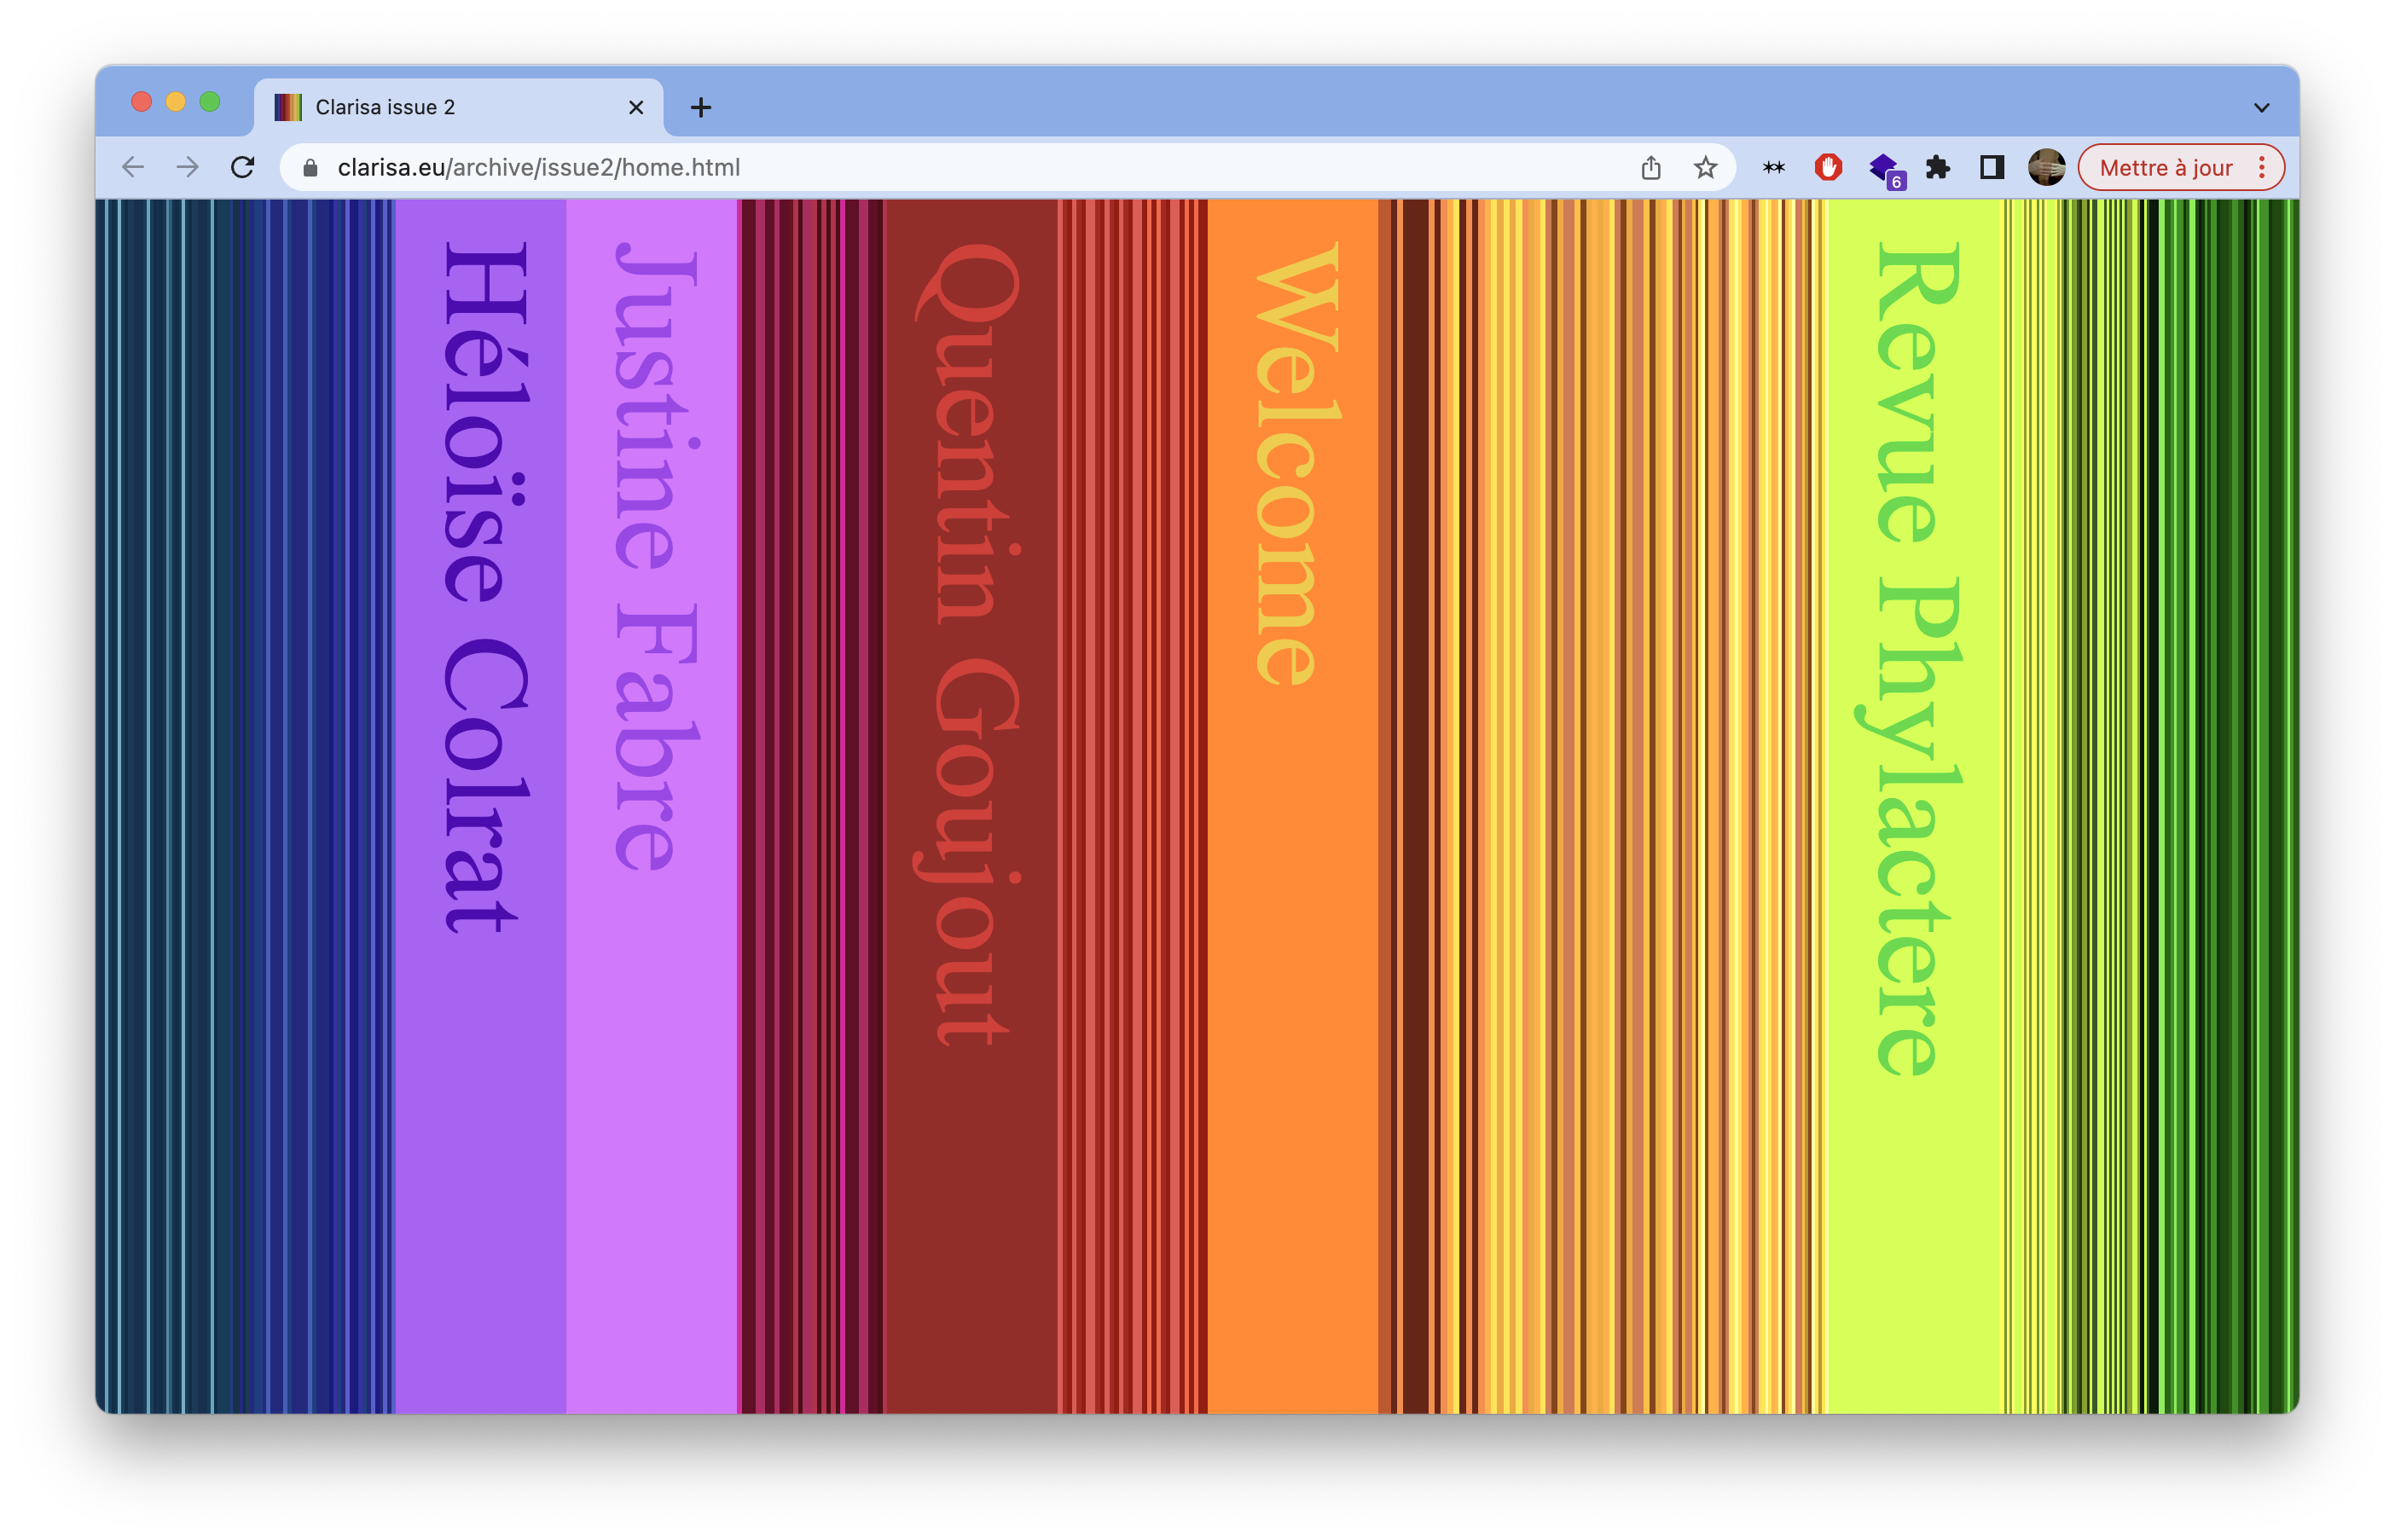 Clarisa issue 2
clarisa.eu/archive/issue2/home.html
6
Mettre à jour
Héloïse Colrat
Justine Fabre
Quentin Goujout
Welcome
Revue Phylactere